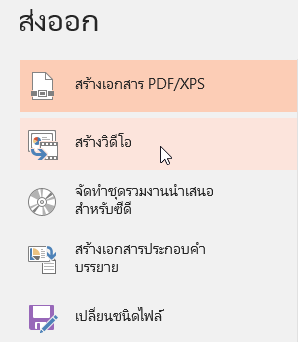 ส่งออก
สร้างเอกสาร PDF/XPS
สร้างวิดีโอ
จัดทำชุดรวมงานนำเสนอ
สำหรับซีดี
สร้างเอกสารประกอบคำ
บรรยาย
เปลี่ยนชนิดไฟล์